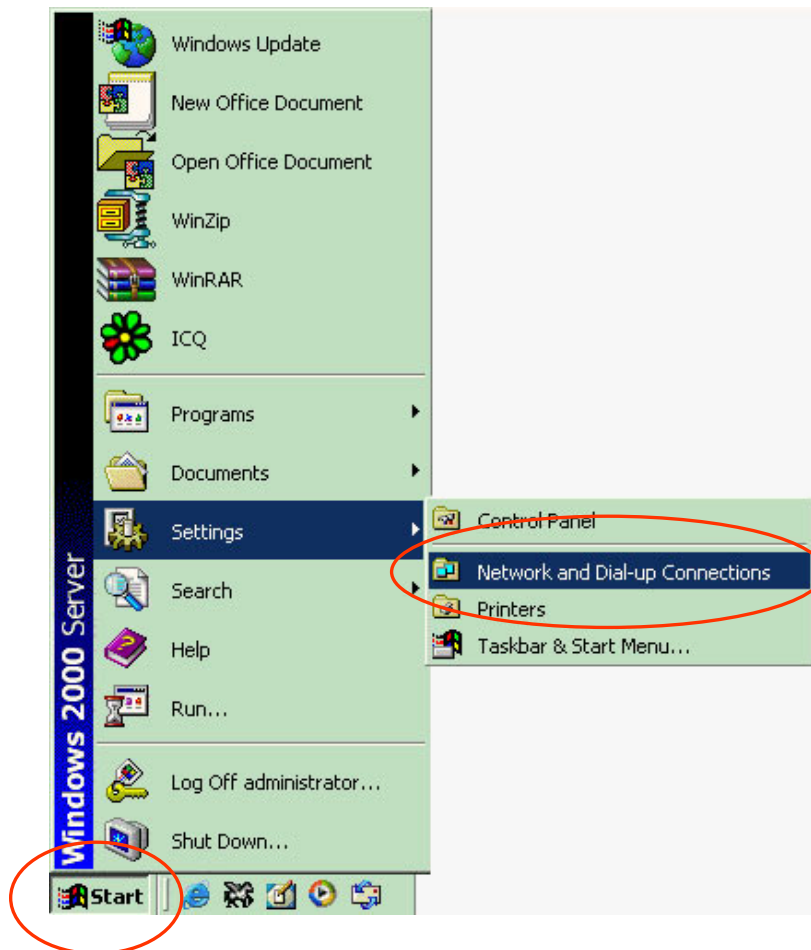 Windows Update
New Office Document
Open Office Document
WinZip
WinRAR
ICQ
Programs
Documents
Settings
Search
Help
Run...
Log Off administrator...
Shut Down...
Windows 2000 Server
Control Panel
Network and Dial-up Connections
Printers
Taskbar & Start Menu...
Start